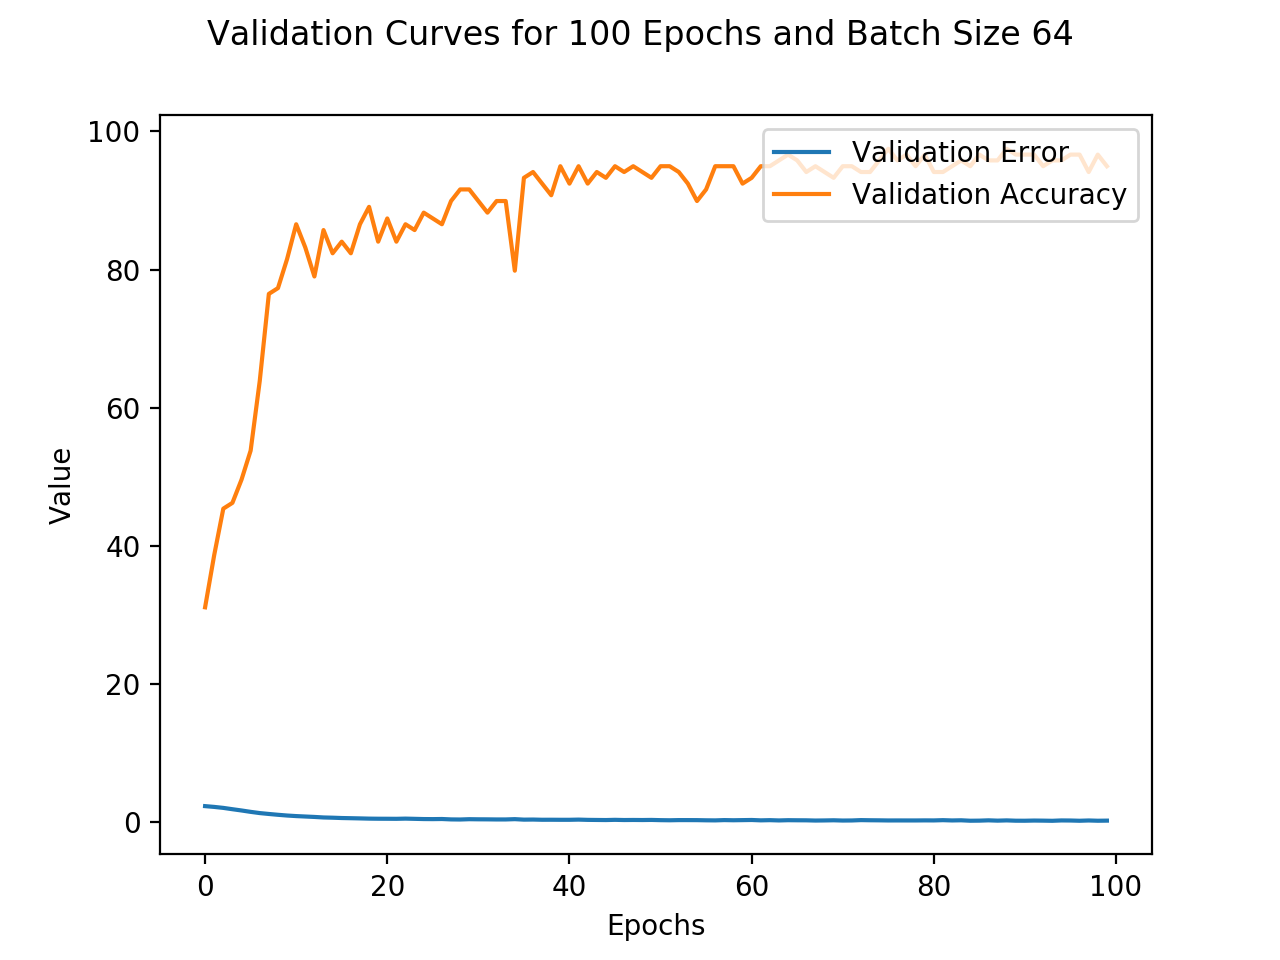 Validation Curves for 100 Epochs and Batch Size 64
100
80
60
40
20
0
Value
Validation Error
Validation Accuracy
0 20 40 60 80 100
Epochs